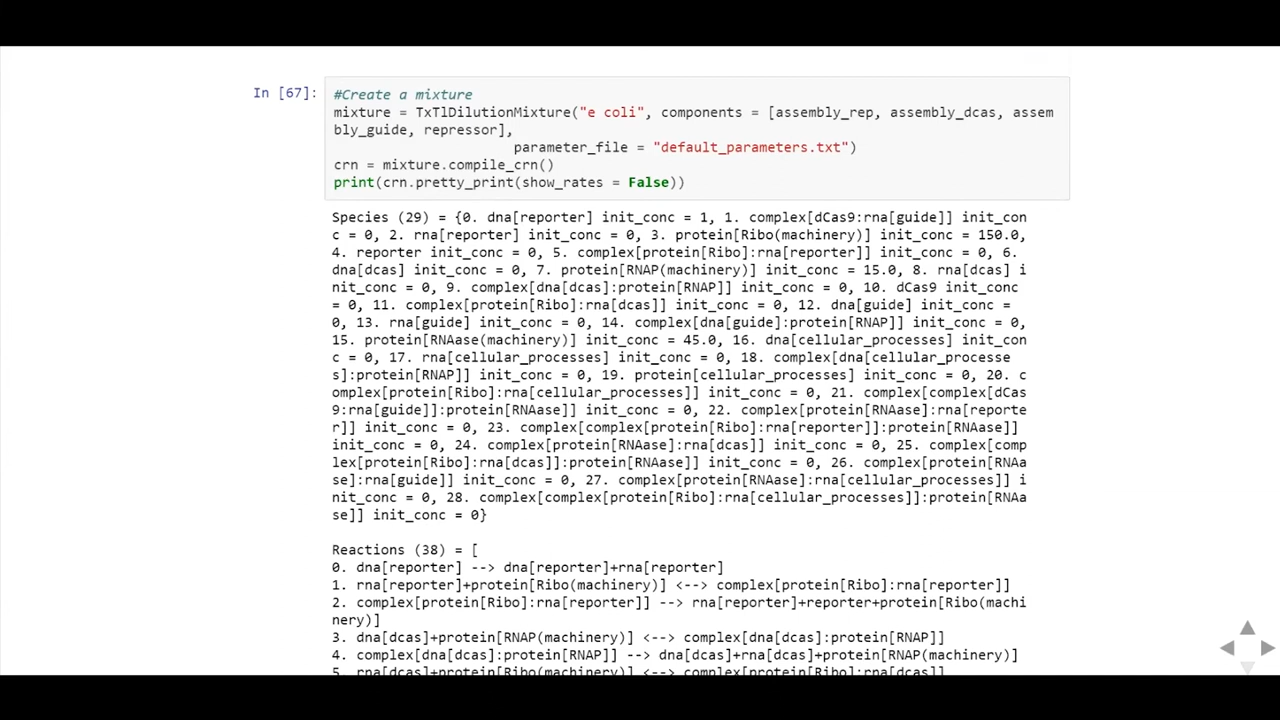 In [67]:
#Create a mixture
mixture = TxTlDilutionMixture("e coli", components = [assembly_rep, assembly_dcas, assem
bly_guide, repressor],
parameter_file = "default_parameters.txt")
crn = mixture.compile_crn()
print(crn.pretty_print(show_rates = False))
Species (29) = {0. dna[reporter] init_conc = 1, 1. complex[dCas9:rna[guide]] init_con
c = 0, 2. rna[reporter] init_conc = 0, 3. protein[Ribo(machinery)] init_conc = 150.0,
4. reporter init_conc = 0, 5. complex[protein[Ribo]:rna[reporter]] init_conc = 0, 6.
dna[dcas] init_conc = 0, 7. protein[RNAP(machinery)] init_conc = 15.0, 8. rna[dcas] i
nit_conc = 0, 9. complex[dna[dcas]:protein[RNAP]] init_conc = 0, 10. dCas9 init_conc
= 0, 11. complex[protein[Ribo]:rna[dcas]] init_conc = 0, 12. dna[guide] init_conc =
0, 13. rna[guide] init_conc = 0, 14. complex[dna[guide]:protein[RNAP]] init_conc = 0,
15. protein[RNAase(machinery)] init_conc = 45.0, 16. dna[cellular_processes] init_con
c = 0, 17. rna[cellular_processes] init_conc = 0, 18. complex[dna[cellular_processe
s]:protein[RNAP]] init_conc = 0, 19. protein[cellular_processes] init_conc = 0, 20. c
omplex[protein[Ribo]:rna[cellular_processes]] init_conc = 0, 21. complex[complex[dCas
9:rna[guide]]:protein[RNAase]] init_conc = 0, 22. complex[protein[RNAase]:rna[reporte
r]] init_conc = 0, 23. complex[complex[protein[Ribo]:rna[reporter]]:protein[RNAase]]
init_conc = 0, 24. complex[protein[RNAase]:rna[dcas]] init_conc = 0, 25. complex[comp
lex[protein[Ribo]:rna[dcas]]:protein[RNAase]] init_conc = 0, 26. complex[protein[RNAa
se]:rna[guide]] init_conc = 0, 27. complex[protein[RNAase]:rna[cellular_processes]] i
nit_conc = 0, 28. complex[complex[protein[Ribo]:rna[cellular_processes]]:protein[RNAa
se]] init_conc = 0}
Reactions (38) = [
0. dna[reporter] --> dna[reporter]+rna[reporter]
1. rna[reporter]+protein[Ribo(machinery)] <--> complex[protein[Ribo]:rna[reporter]]
2. complex[protein[Ribo]:rna[reporter]] --> rna[reporter]+reporter+protein[Ribo(machi
nery)]
3. dna[dcas]+protein[RNAP(machinery)] <--> complex[dna[dcas]:protein[RNAP]]
4. complex[dna[dcas]:protein[RNAP]] --> dna[dcas]+rna[dcas]+protein[RNAP(machinery)]
5. rna[dcas]+protein[Ribo(machinery)] <--> complex[protein[Ribo]:rna[dcas]]